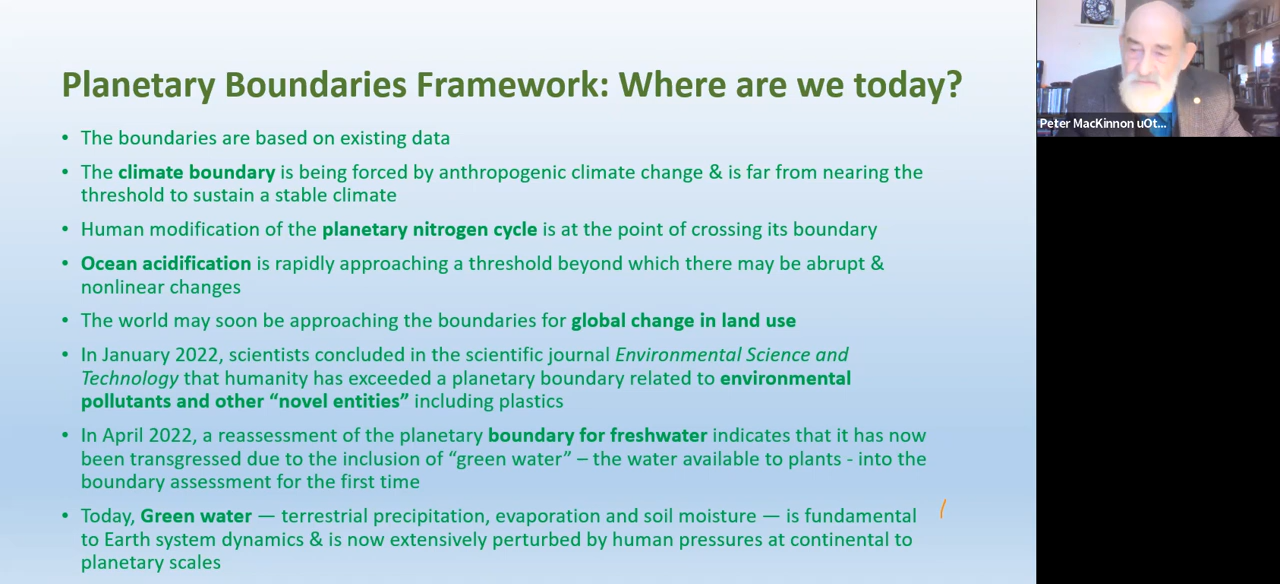 Planetary Boundaries Framework: Where are we today?
• The boundaries are based on existing data
• The climate boundary is being forced by anthropogenic climate change & is far from nearing the
threshold to sustain a stable climate
• Human modification of the planetary nitrogen cycle is at the point of crossing its boundary
• Ocean acidification is rapidly approaching a threshold beyond which there may be abrupt &
nonlinear changes
• The world may soon be approaching the boundaries for global change in land use
• In January 2022, scientists concluded in the scientific journal Environmental Science and
Technology that humanity has exceeded a planetary boundary related to environmental
pollutants and other “novel entities” including plastics
• In April 2022, a reassessment of the planetary boundary for freshwater indicates that it has now
been transgressed due to the inclusion of “green water” – the water available to plants - into the
boundary assessment for the first time
• Today, Green water — terrestrial precipitation, evaporation and soil moisture — is fundamental
to Earth system dynamics & is now extensively perturbed by human pressures at continental to
planetary scales
Peter MacKinnon uOt...